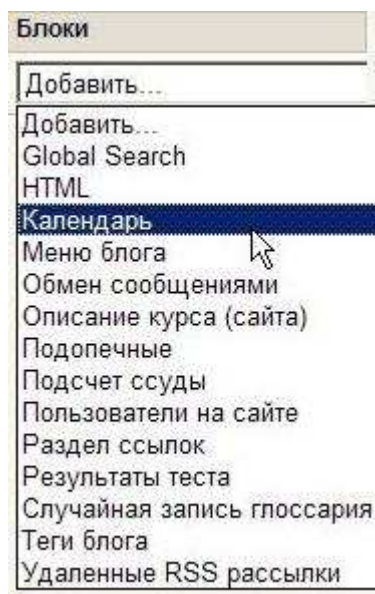 Блоки
Добавить...
Добавить...
Global Search
HTML
Календарь
Меню блога
Обмен сообщениями
Описание курса (сайта)
Подопечные
Подсчет ссуды
Пользователи на сайте
Раздел ссылок
Результаты теста
Случайная запись глоссария
Теги блога
Удаленные RSS рассылки